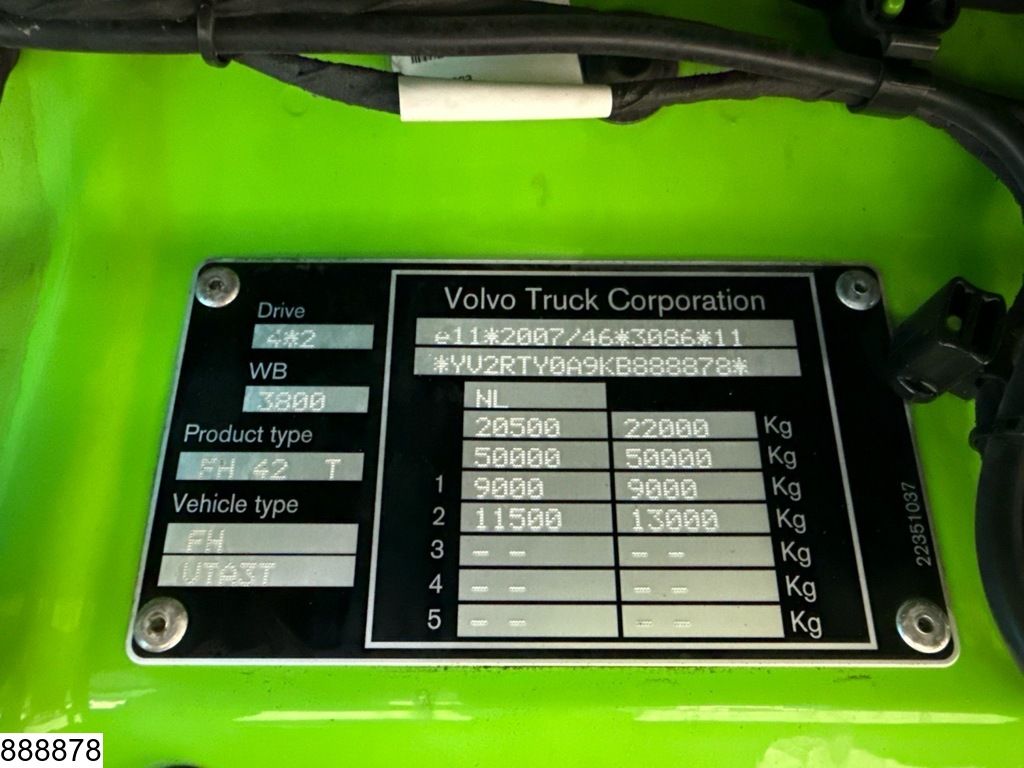 Drive
4*2
WB
3800
Product type
FH 42 T
Vehicle type
FH
VTA3T
Volvo Truck Corporation
e11*2007/46*3086*11
*YV2RTY0A9KB888878*
NL
20500 22000 Kg
50000 50000 Kg
1 9000 9000 Kg
2 11500 13000 Kg
3 -- -- Kg
4 -- -- Kg
5 -- -- Kg
22351037
888878